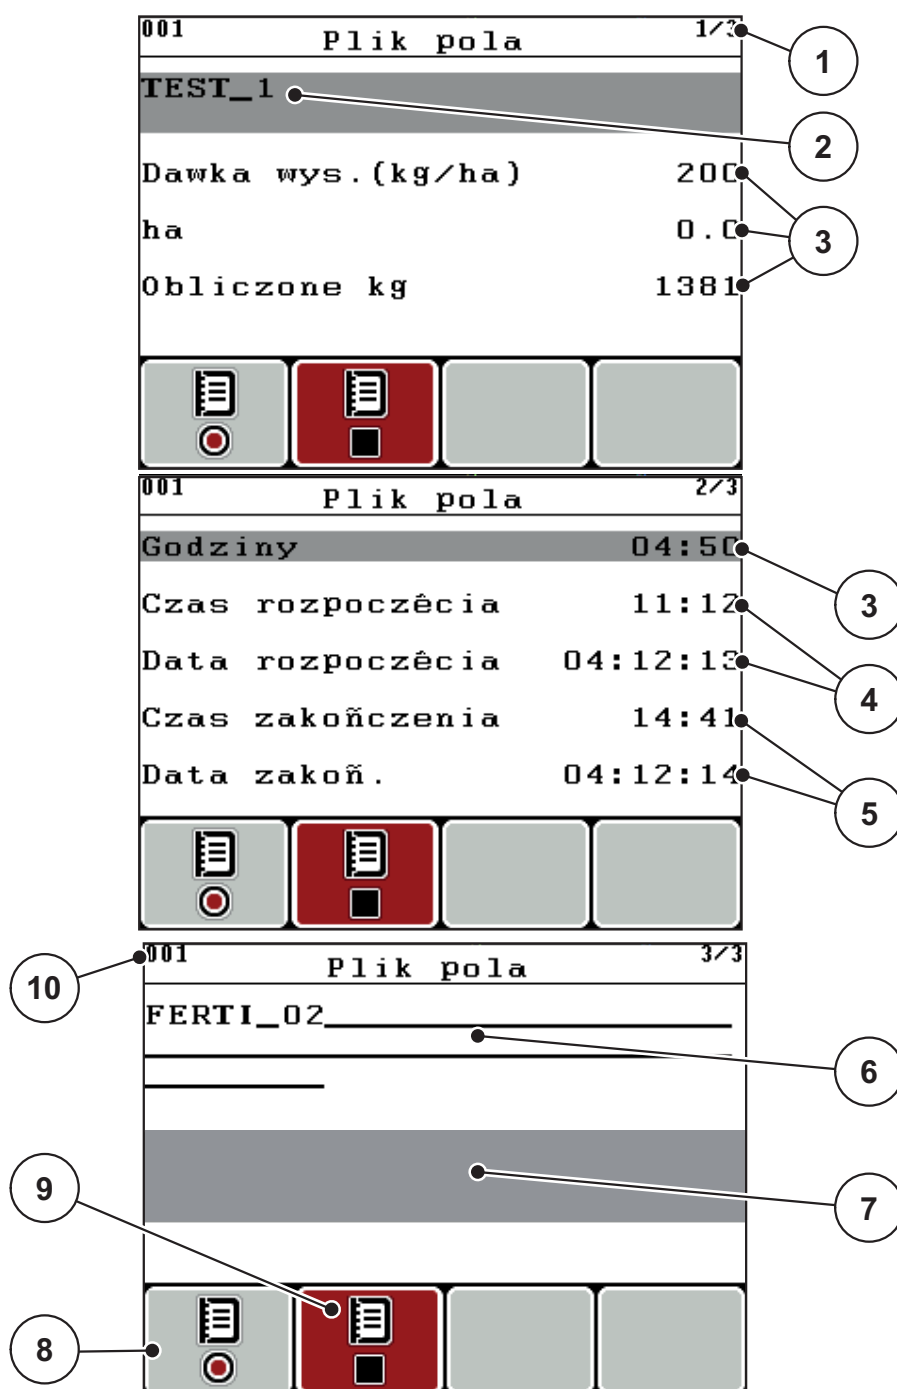 001 Plik pola 1/3
1
TEST_1
2
Dawka wys.(kg/ha) 200
ha 0.0
3
Obliczone kg 1381
001 Plik pola 2/3
Godziny 04:50
3
Czas rozpoczêcia 11:12
Data rozpoczêcia 04:12:13
4
Czas zakoñczenia 14:41
Data zakoñ. 04:12:14
5
001 Plik pola 3/3
10
FERTI_02
6
9
7
8